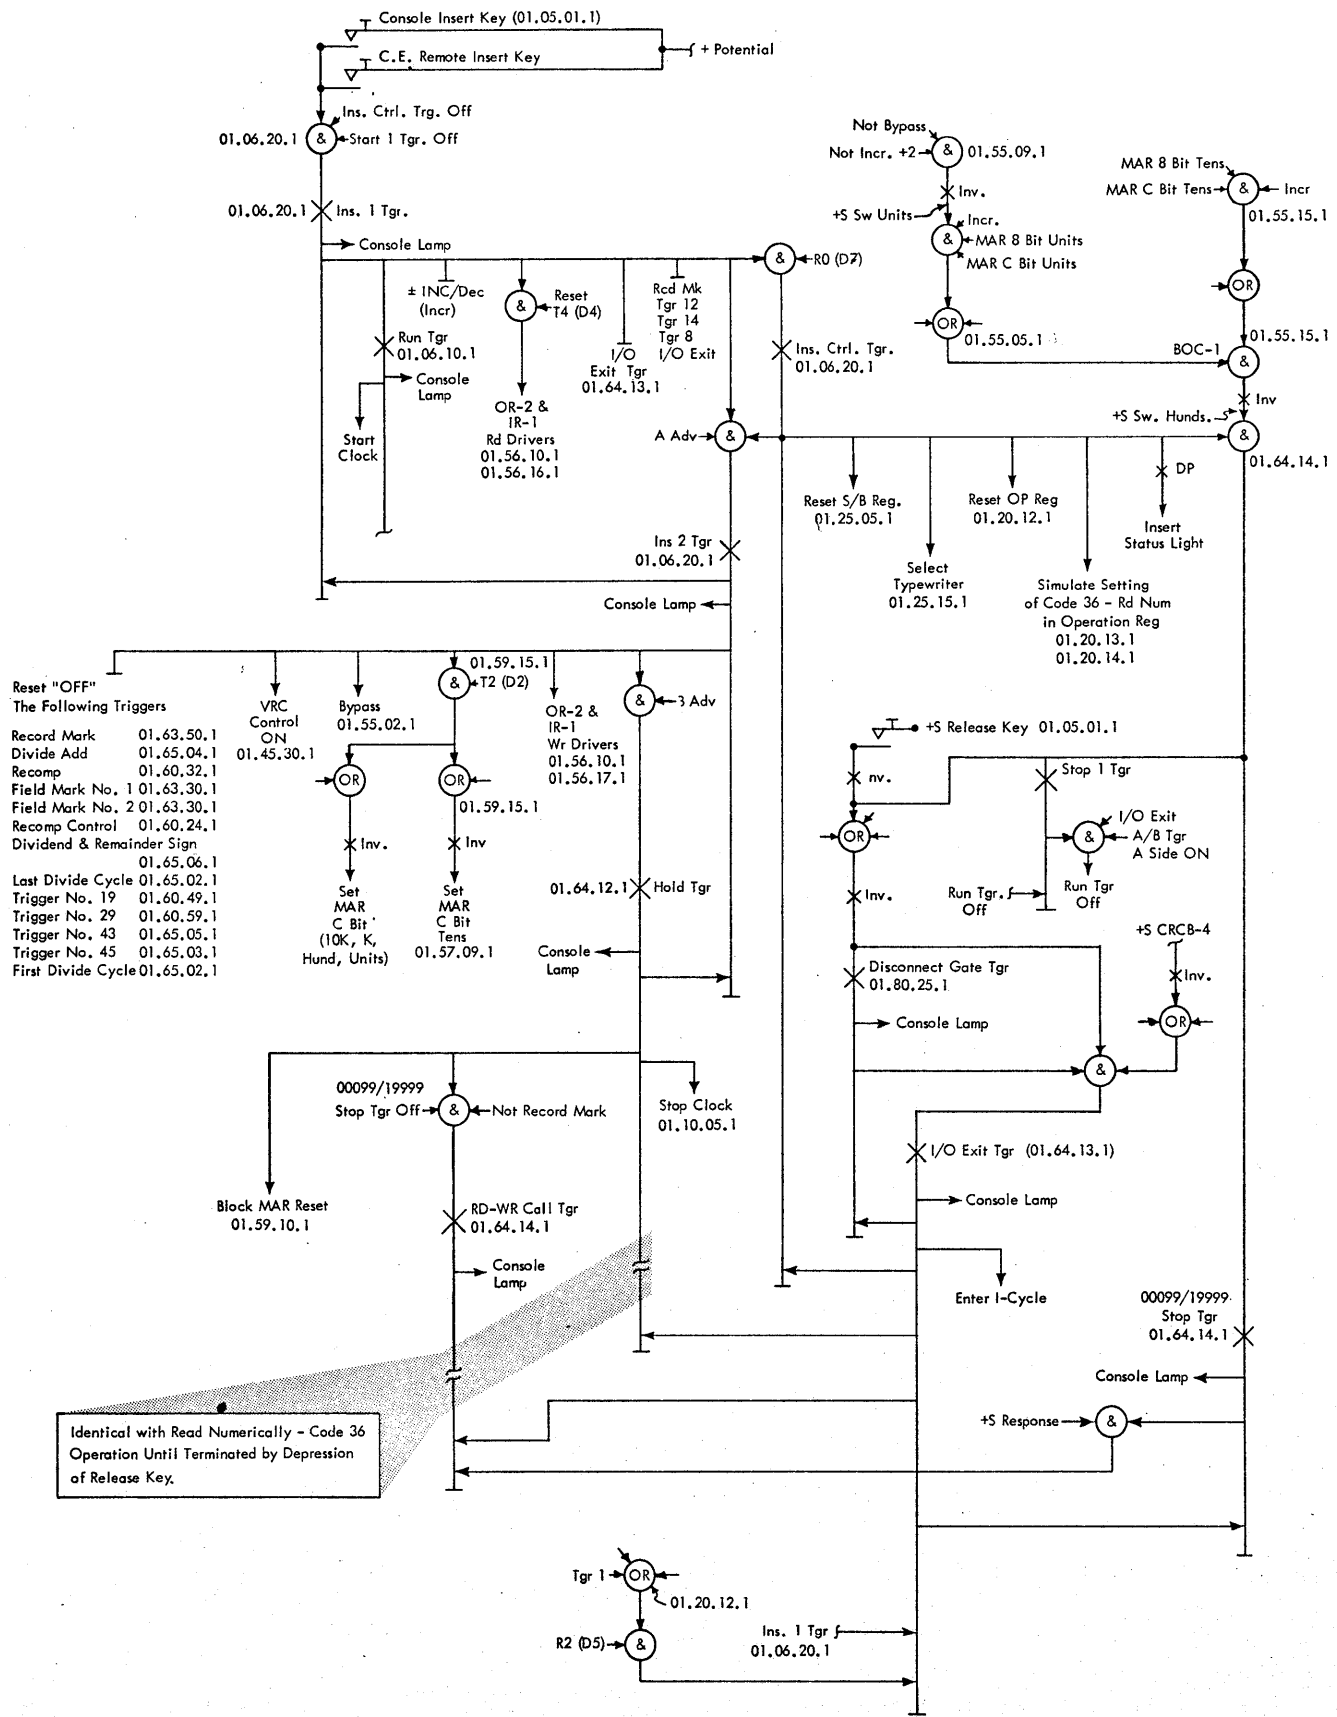 Console Insert Key (01.05.01.1)
+ Potential
C.E. Remote Insert Key
Ins. Ctrl. Trg. Off
01.06.20.1
&
Start 1 Tgr. Off
01.06.20.1
Ins. 1 Tgr.
Console Lamp
Not Bypass
Not Incr. +2
&
01.55.09.1
Inv.
+S Sw Units
Incr.
&
MAR 8 Bit Units
MAR C Bit Units
OR
01.55.05.1
MAR 8 Bit Tens
MAR C Bit Tens
&
Incr
01.55.15.1
OR
01.55.15.1
BOC-1
&
Inv
+S Sw. Hunds.
&
01.64.14.1
± INC/Dec
(Incr)
Run Tgr
01.06.10.1
Console
Lamp
Start
Clock
&
Reset
T4 (D4)
OR-2 &
IR-1
Rd Drivers
01.56.10.1
01.56.16.1
I/O
Exit Tgr
01.64.13.1
Rcd Mk
Tgr 12
Tgr 14
Tgr 8
I/O Exit
&
R0 (D7)
Ins. Ctrl. Tgr.
01.06.20.1
A Adv
&
Reset S/B Reg.
01.25.05.1
Select
Typewriter
01.25.15.1
Reset OP Reg
01.20.12.1
Simulate Setting
of Code 36 - Rd Num
in Operation Reg
01.20.13.1
01.20.14.1
DP
Insert
Status Light
Ins 2 Tgr
01.06.20.1
Console Lamp
Reset "OFF"
The Following Triggers
Record Mark 01.63.50.1
Divide Add 01.65.04.1
Recomp 01.60.32.1
Field Mark No. 1 01.63.30.1
Field Mark No. 2 01.63.30.1
Recomp Control 01.60.24.1
Dividend & Remainder Sign
01.65.06.1
Last Divide Cycle 01.65.02.1
Trigger No. 19 01.60.49.1
Trigger No. 29 01.60.59.1
Trigger No. 43 01.65.05.1
Trigger No. 45 01.65.03.1
First Divide Cycle 01.65.02.1
VRC
Control
ON
01.45.30.1
Bypass
01.55.02.1
01.59.15.1
&
T2 (D2)
OR
OR
01.59.15.1
Inv.
Inv
Set
MAR
C Bit
(10K, K,
Hund, Units)
Set
MAR
C Bit
Tens
01.57.09.1
OR-2 &
IR-1
Wr Drivers
01.56.10.1
01.56.17.1
&
3 Adv
01.64.12.1
Hold Tgr
Console
Lamp
+S Release Key 01.05.01.1
nv.
OR
Inv.
Stop 1 Tgr
&
I/O Exit
A/B Tgr
A Side ON
Run Tgr.
Off
Run Tgr
Off
+S CRCB-4
Inv.
OR
Disconnect Gate Tgr
01.80.25.1
Console Lamp
&
00099/19999
Stop Tgr Off
&
Not Record Mark
Stop Clock
01.10.05.1
Block MAR Reset
01.59.10.1
RD-WR Call Tgr
01.64.14.1
Console
Lamp
I/O Exit Tgr (01.64.13.1)
Console Lamp
Enter I-Cycle
00099/19999
Stop Tgr
01.64.14.1
Console Lamp
+S Response
&
Identical with Read Numerically - Code 36
Operation Until Terminated by Depression
of Release Key.
Tgr 1
OR
01.20.12.1
R2 (D5)
&
Ins. 1 Tgr
01.06.20.1